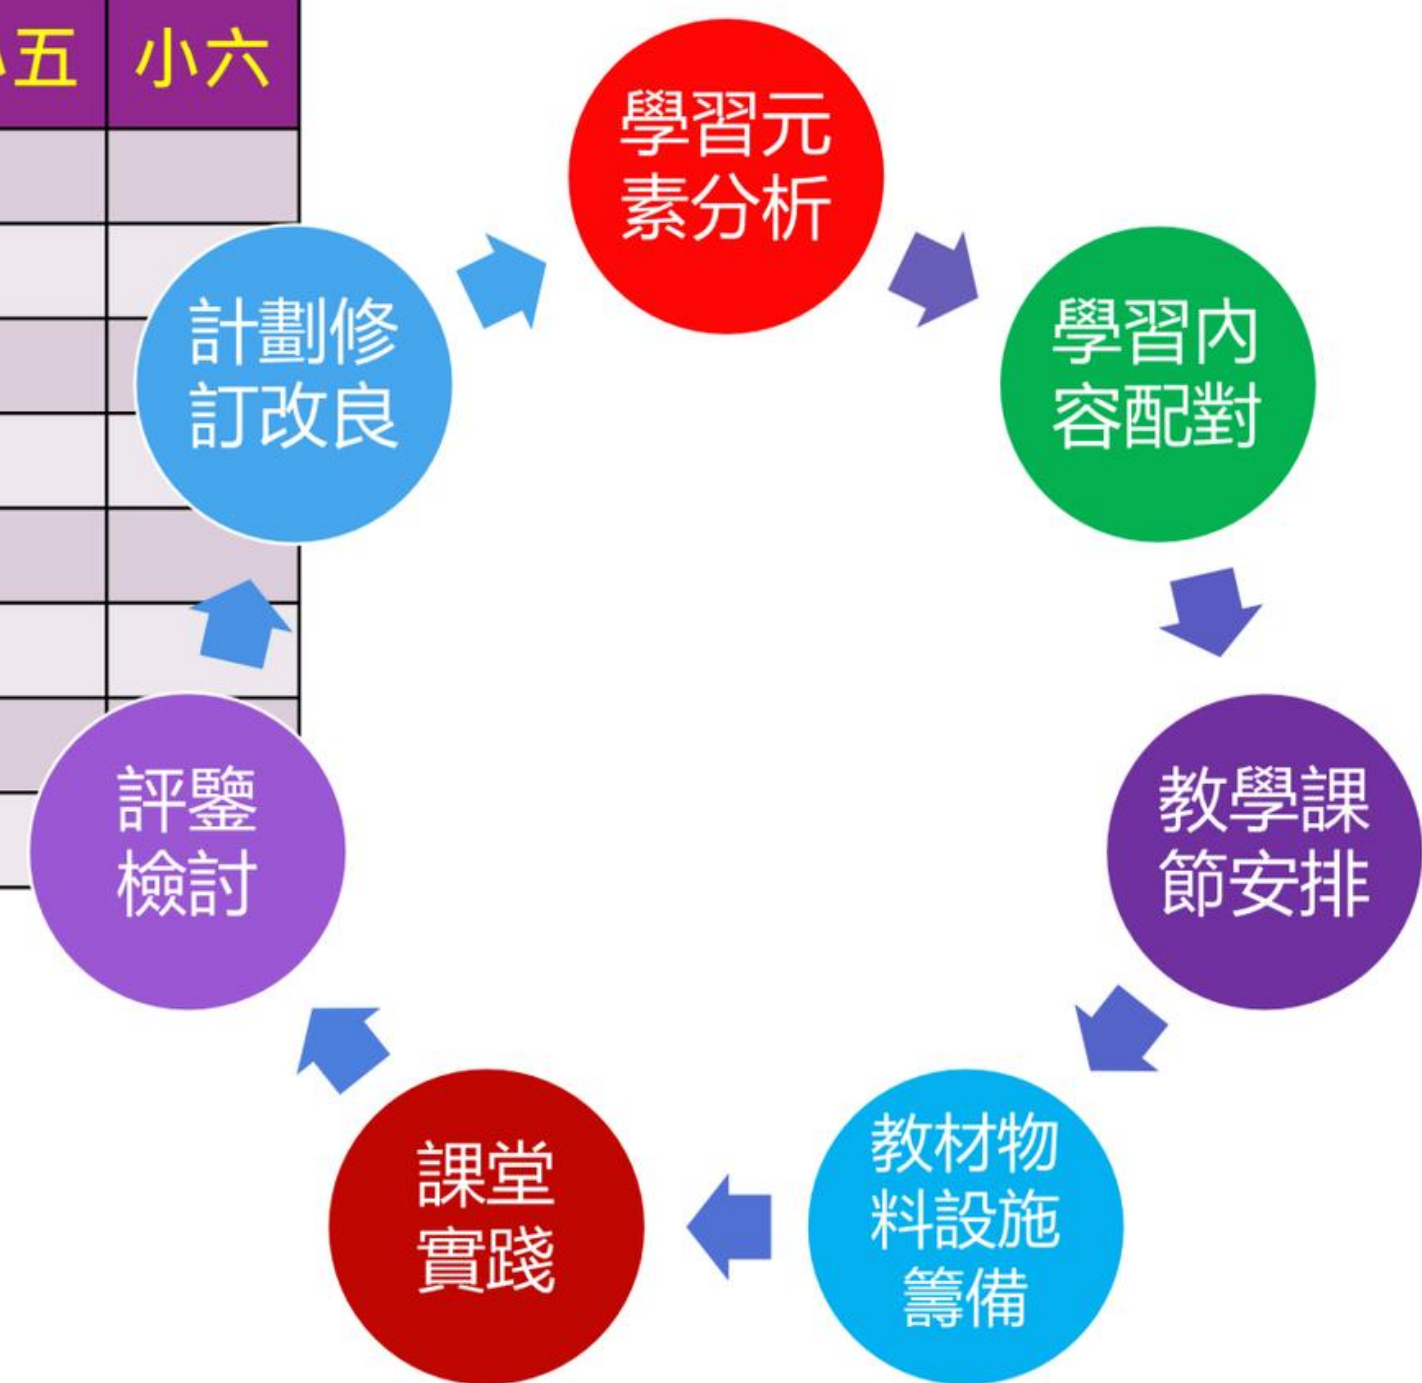 五
小六
學習元
素分析
學習內
容配對
教學課
節安排
教材物
料設施
籌備
課堂
實踐
評鑒
檢討
計劃修
訂改良